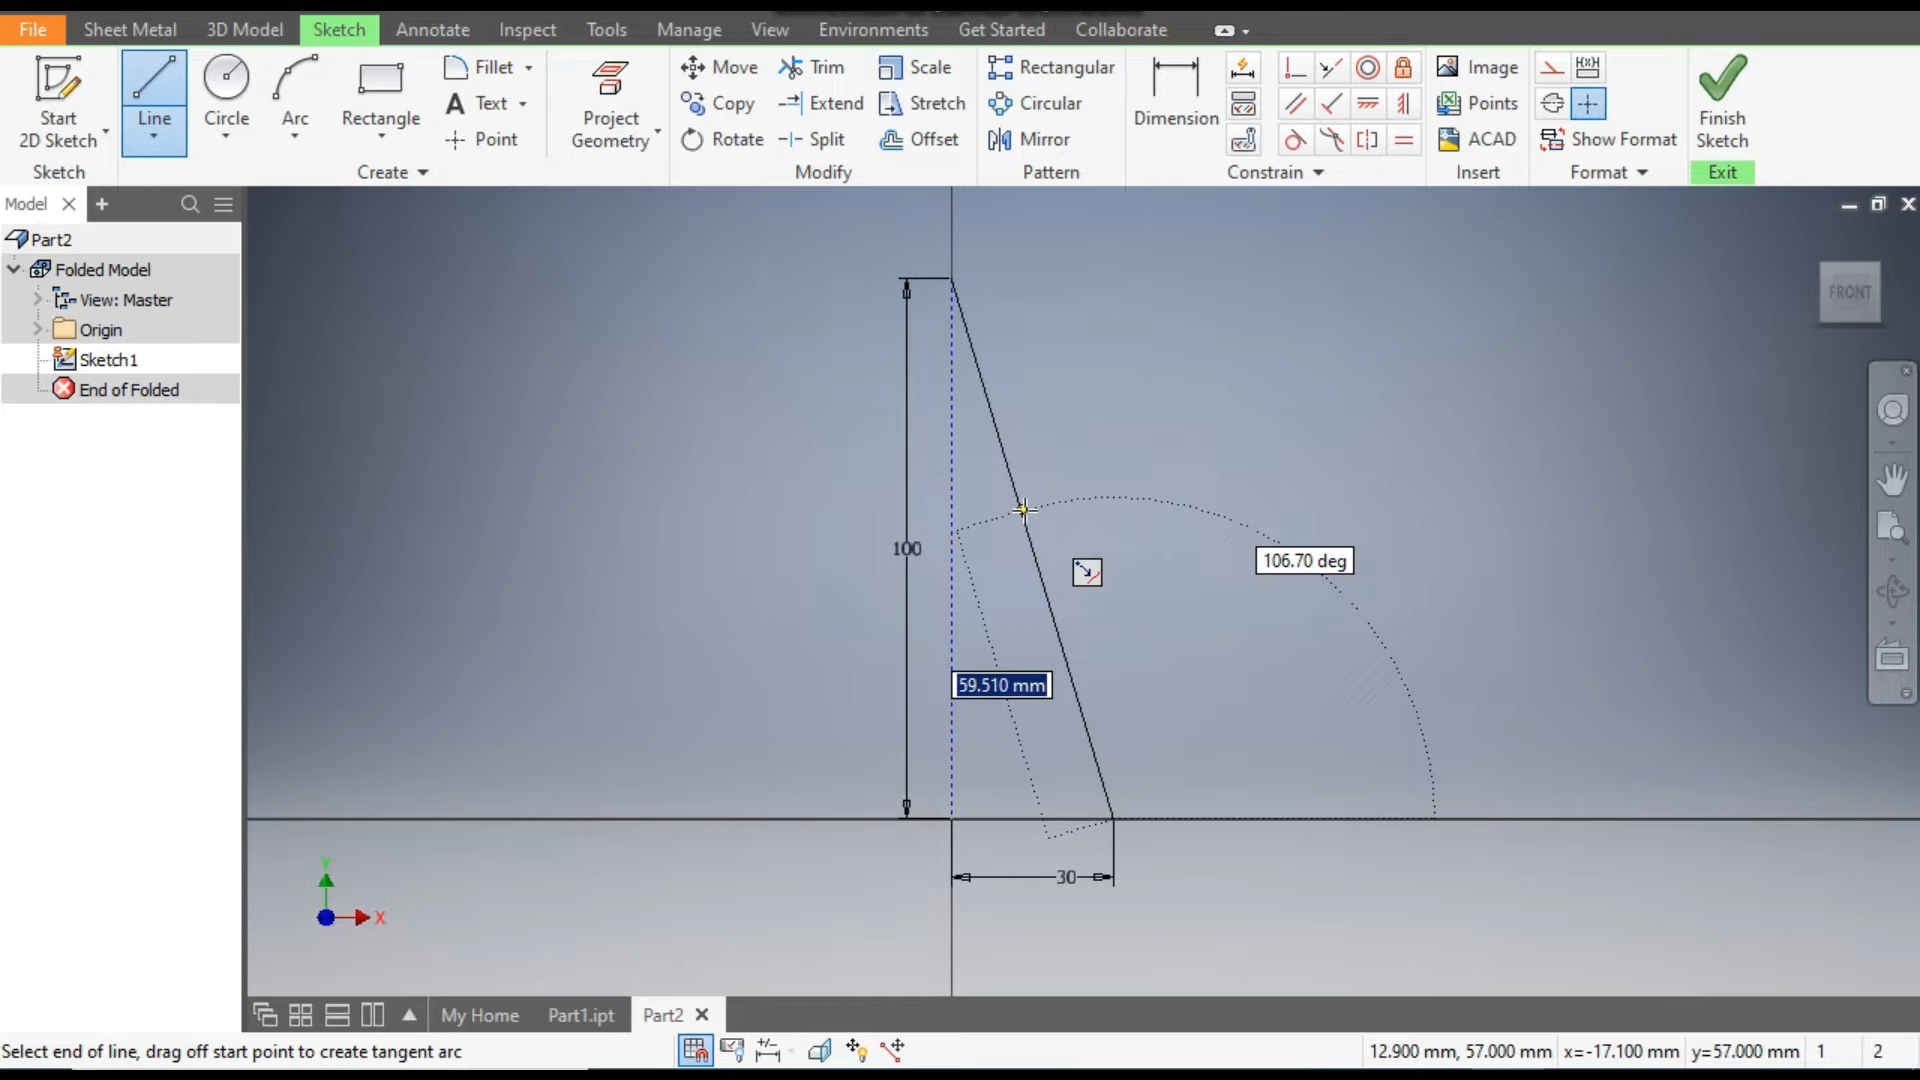 File Sheet Metal 3D Model Sketch Annotate Inspect Tools Manage View Environments Get Started Collaborate
Start 2D Sketch
Line
Circle
Arc
Rectangle
Fillet
Text
Point
Project Geometry
Move
Copy
Rotate
Trim
Extend
Split
Scale
Stretch
Offset
Rectangular
Circular
Mirror
Dimension
Image
Points
ACAD
Show Format
Finish Sketch
Sketch Create Modify Pattern Constrain Insert Format Exit
Model
Part2
Folded Model
View: Master
Origin
Sketch1
End of Folded
FRONT
100
106.70 deg
59.510 mm
30
Y
X
My Home Part1.ipt Part2
Select end of line, drag off start point to create tangent arc
12.900 mm, 57.000 mm x=-17.100 mm y=57.000 mm 1 2